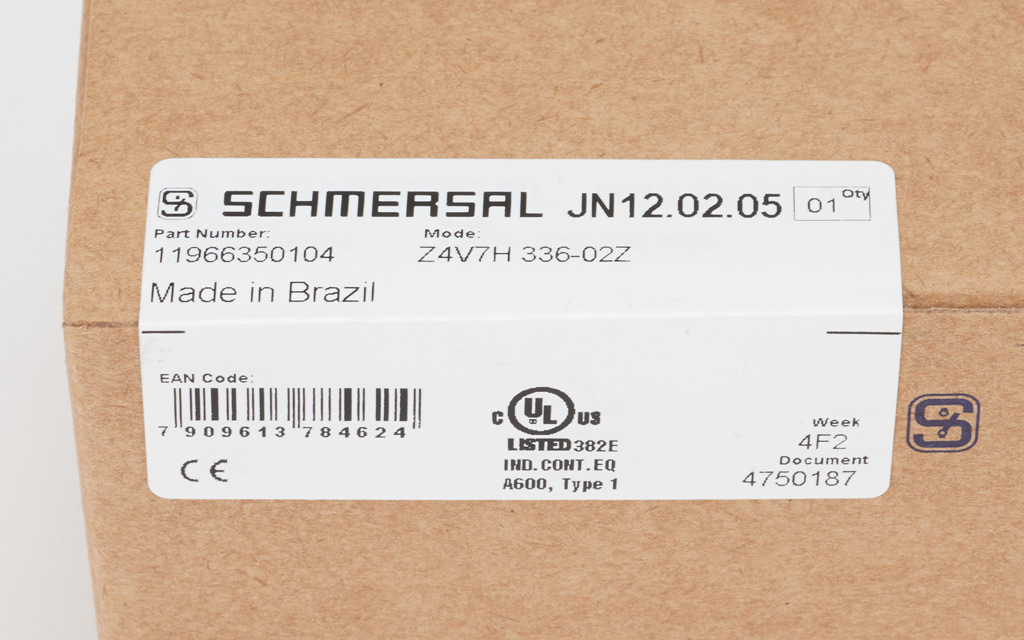 SCHMERSAL JN12.02.05 01 Qty
Part Number: Mode:
11966350104 Z4V7H 336-02Z
Made in Brazil
EAN Code:
7 909613 784624
CE
C UL US
LISTED 382E
IND. CONT. EQ
A600, Type 1
Week
4F2
Document
4750187